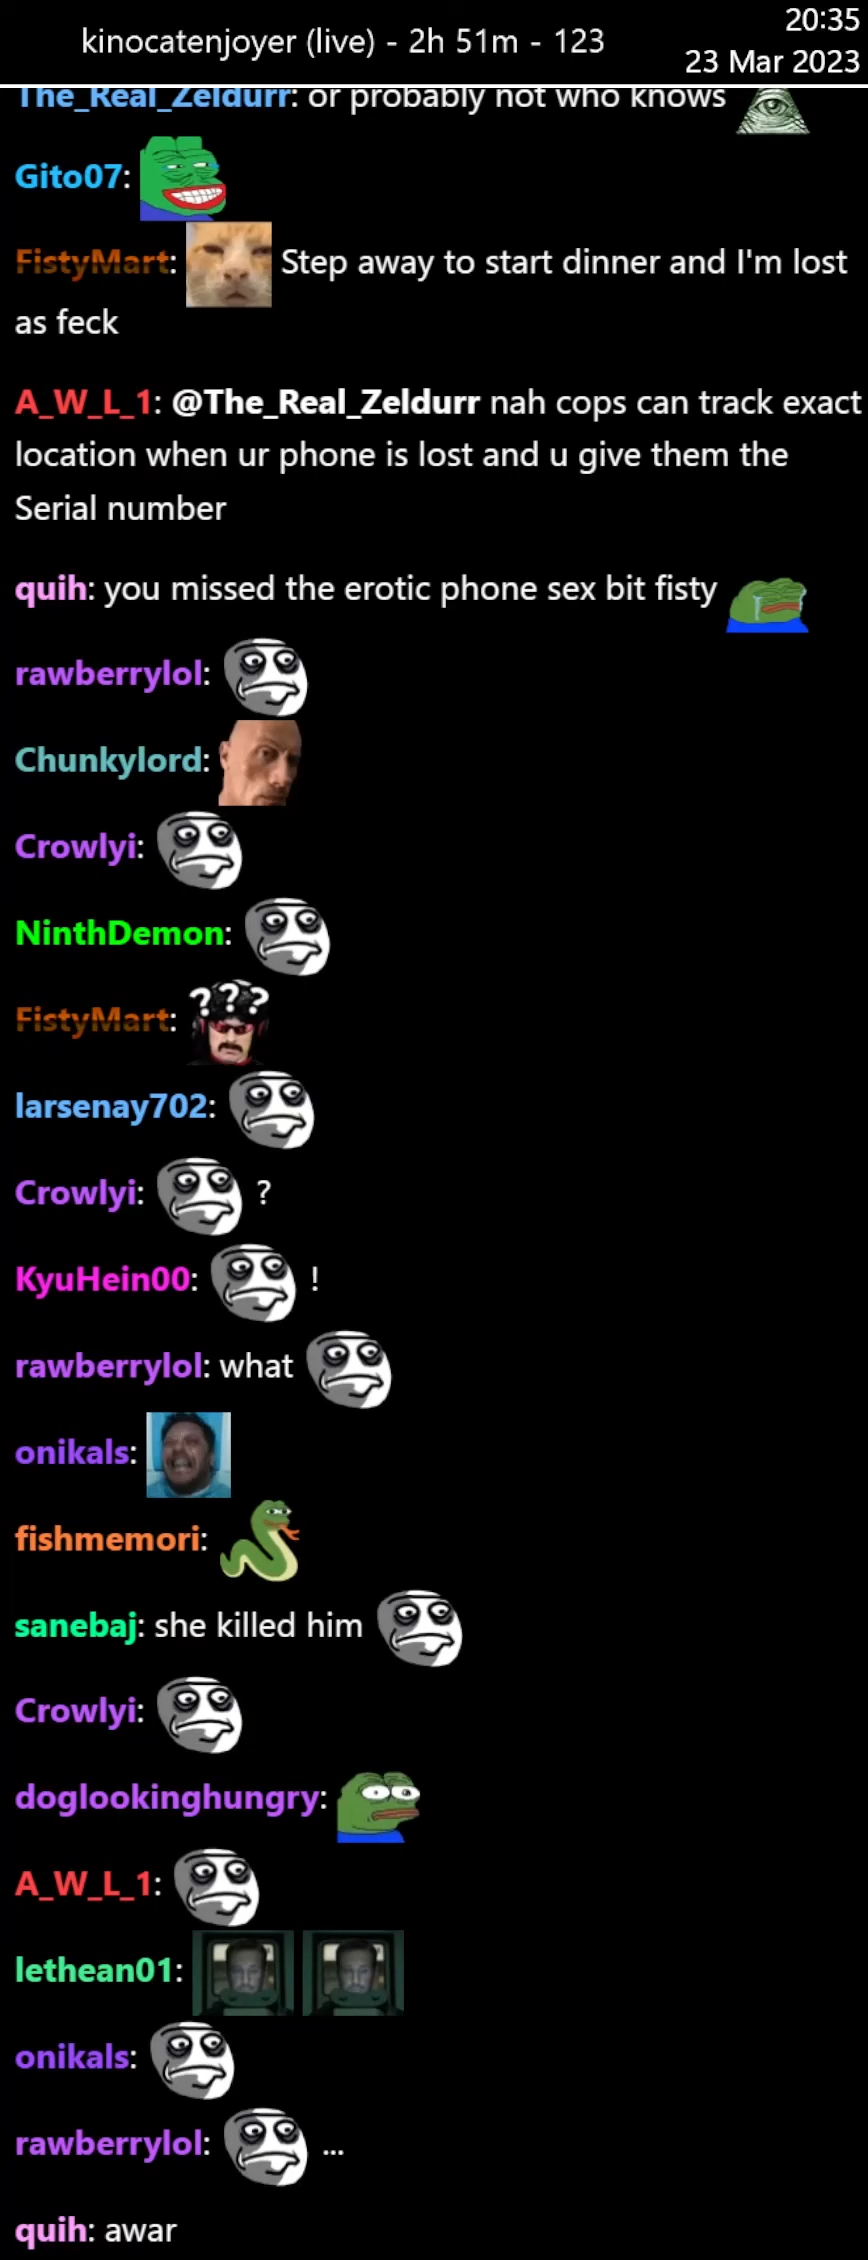 20:35
kinocatenjoyer (live) - 2h 51m - 123
23 Mar 2023
The_Real_Zeldurr: or probably not who knows
Gito07:
FistyMart: Step away to start dinner and I'm lost
as feck
A_W_L_1: @The_Real_Zeldurr nah cops can track exact
location when ur phone is lost and u give them the
Serial number
quih: you missed the erotic phone sex bit fisty
rawberrylol:
Chunkylord:
Crowlyi:
NinthDemon:
???
FistyMart:
larsenay702:
Crowlyi: ?
KyuHein00: !
rawberrylol: what
onikals:
fishmemori:
sanebaj: she killed him
Crowlyi:
doglookinghungry:
A_W_L_1:
lethean01:
onikals:
rawberrylol: ...
quih: awar